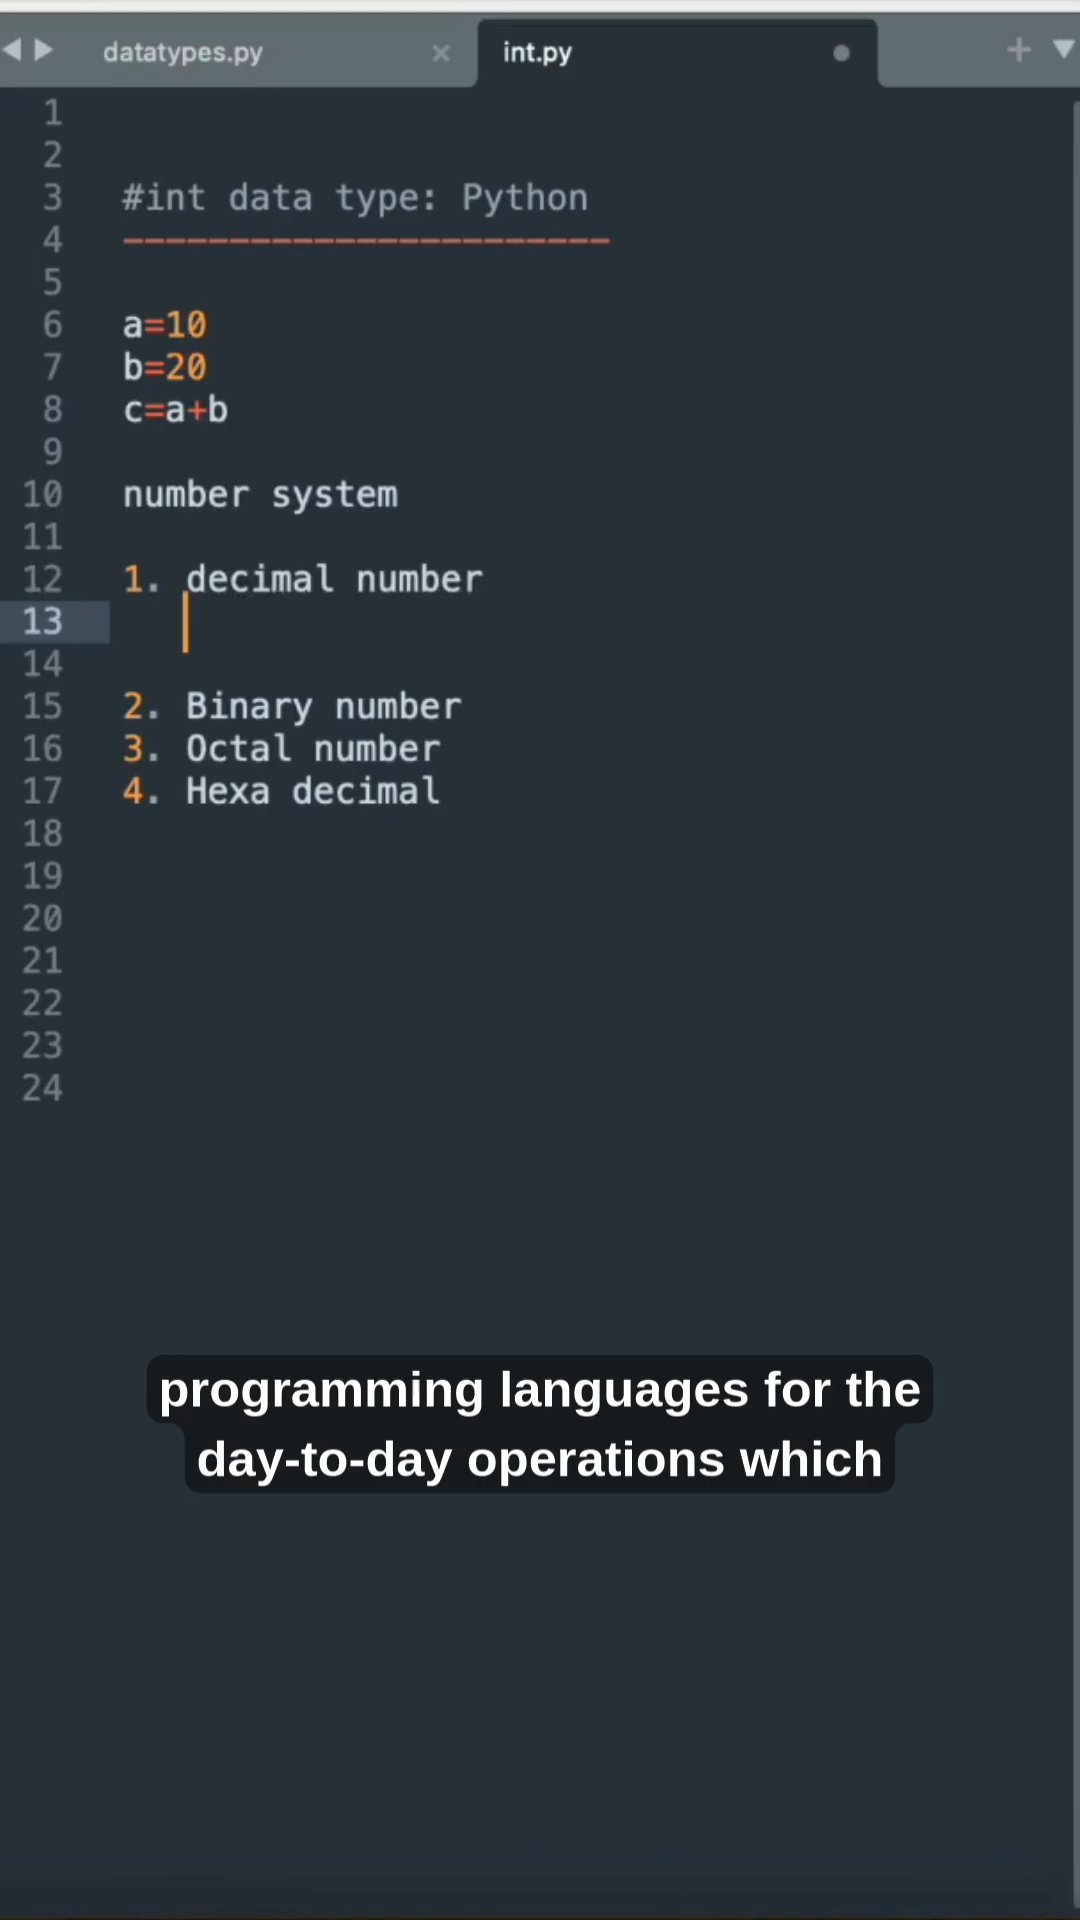 datatypes.py × int.py
1
2
3 #int data type: Python
4 -----------------------
5
6 a=10
7 b=20
8 c=a+b
9
10 number system
11
12 1. decimal number
13
14
15 2. Binary number
16 3. Octal number
17 4. Hexa decimal
18
19
20
21
22
23
24
programming languages for the
day-to-day operations which